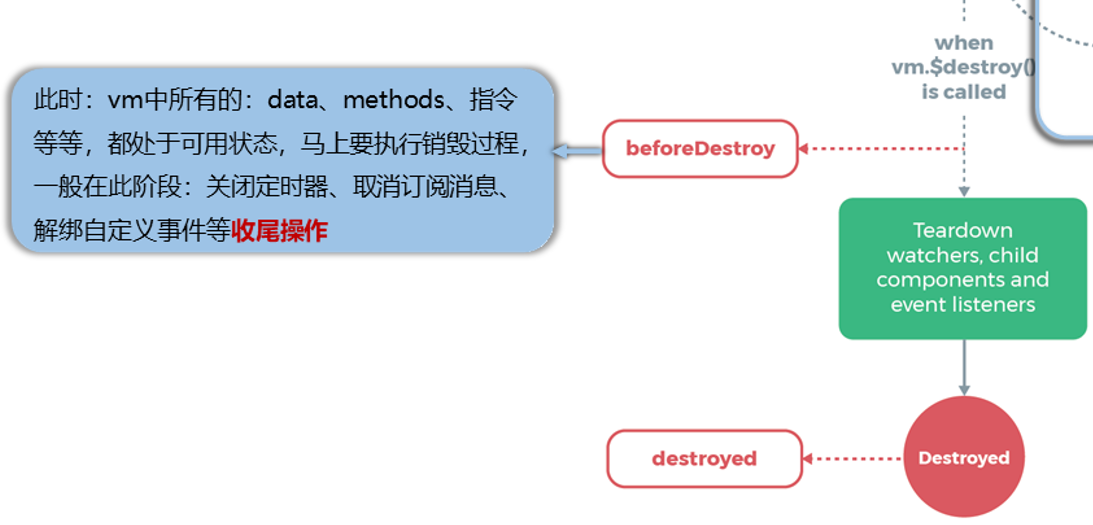 when
vm.$destroy()
is called
此时：vm中所有的：data、methods、指令
等等，都处于可用状态，马上要执行销毁过程，
一般在此阶段：关闭定时器、取消订阅消息、
解绑自定义事件等收尾操作
beforeDestroy
Teardown
watchers, child
components and
event listeners
destroyed
Destroyed